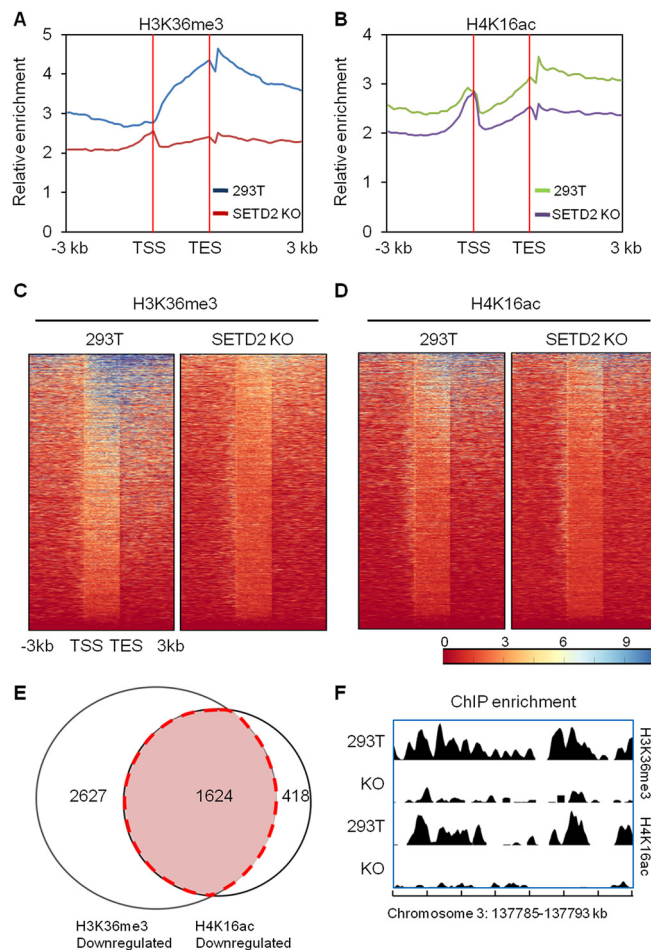 A
H3K36me3
Relative enrichment
5
4
3
2
1
0
293T
SETD2 KO
-3 kb TSS TES 3 kb
B
H4K16ac
Relative enrichment
4
3
2
1
0
293T
SETD2 KO
-3 kb TSS TES 3 kb
C
H3K36me3
293T SETD2 KO
-3kb TSS TES 3kb
D
H4K16ac
293T SETD2 KO
0 3 6 9
E
2627 1624 418
H3K36me3
Downregulated
H4K16ac
Downregulated
F
ChIP enrichment
293T
KO
293T
KO
H3K36me3
H4K16ac
Chromosome 3: 137785-137793 kb